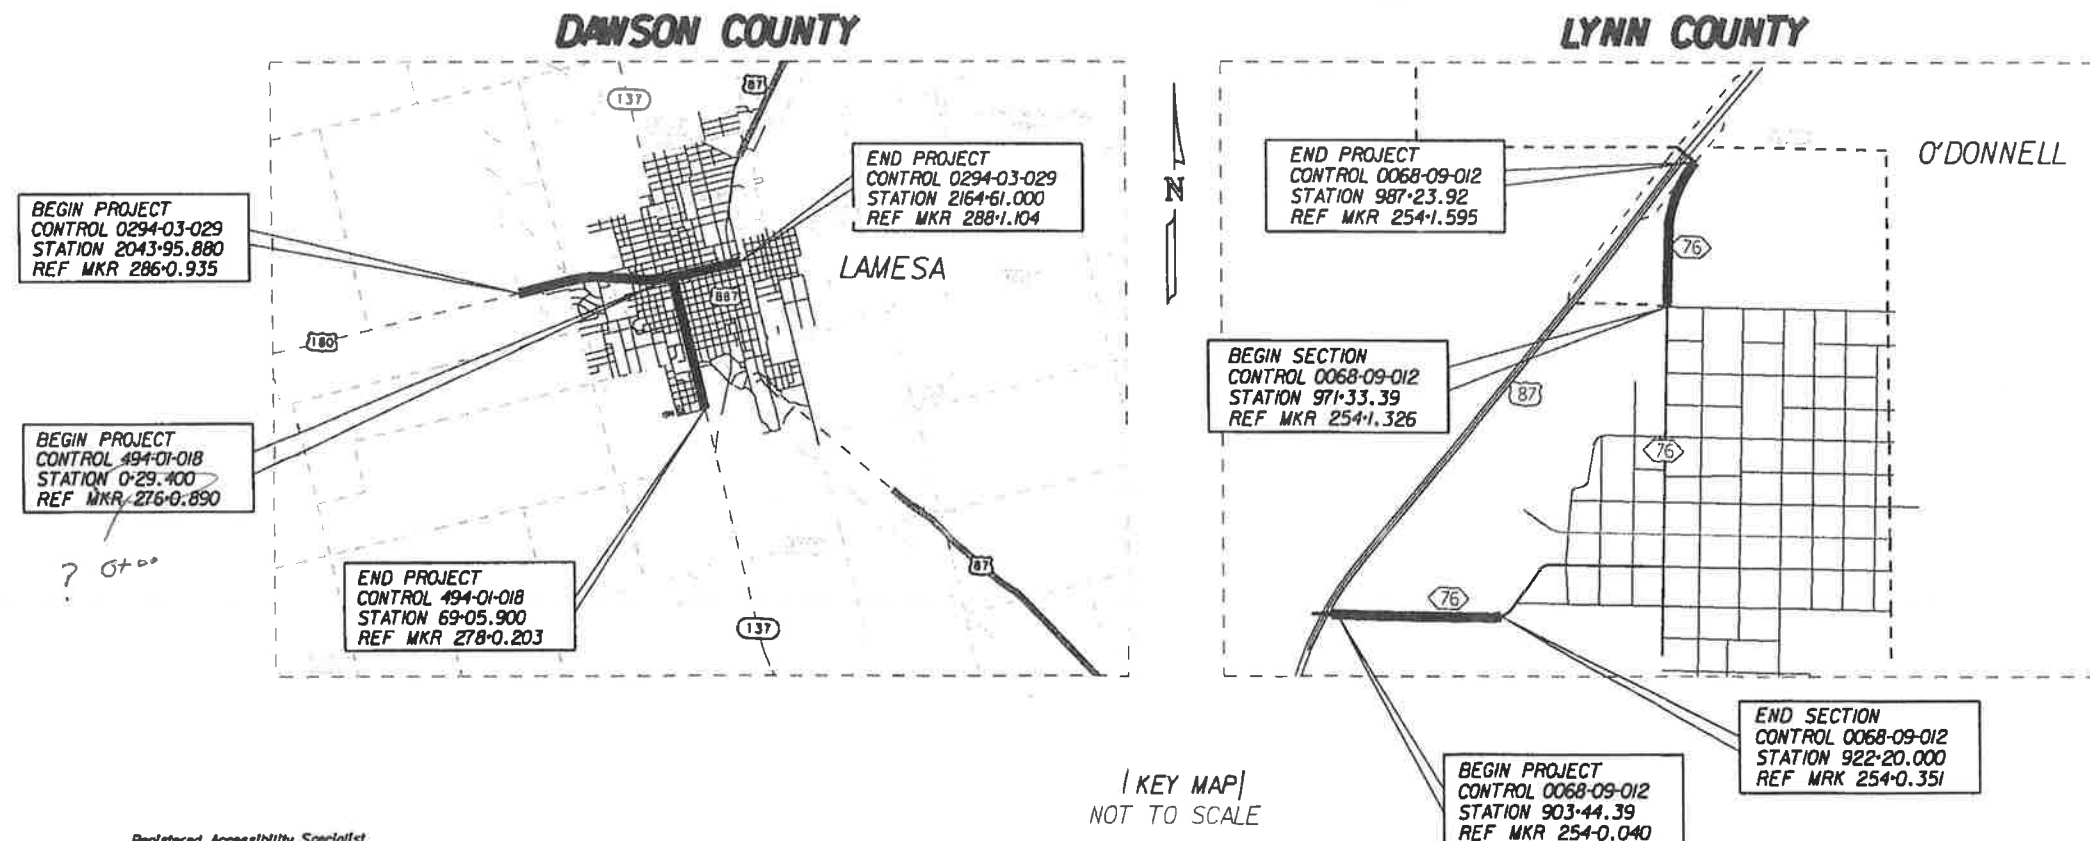 DAWSON COUNTY
LYNN COUNTY
137
87
END PROJECT
CONTROL 0294-03-029
STATION 2164+61.000
REF MKR 288+1.104
BEGIN PROJECT
CONTROL 0294-03-029
STATION 2043+95.880
REF MKR 286+0.935
LAMESA
887
180
BEGIN PROJECT
CONTROL 494-01-018
STATION 0+29.400
REF MKR 276+0.890
? 0+00
END PROJECT
CONTROL 494-01-018
STATION 69+05.900
REF MKR 278+0.203
137
87
N
END PROJECT
CONTROL 0068-09-012
STATION 987+23.92
REF MKR 254+1.595
O'DONNELL
76
BEGIN SECTION
CONTROL 0068-09-012
STATION 971+33.39
REF MKR 254+1.326
87
76
76
END SECTION
CONTROL 0068-09-012
STATION 922+20.000
REF MRK 254+0.351
BEGIN PROJECT
CONTROL 0068-09-012
STATION 903+44.39
REF MKR 254-0.040
KEY MAP
NOT TO SCALE
Registered Accessibility Specialist